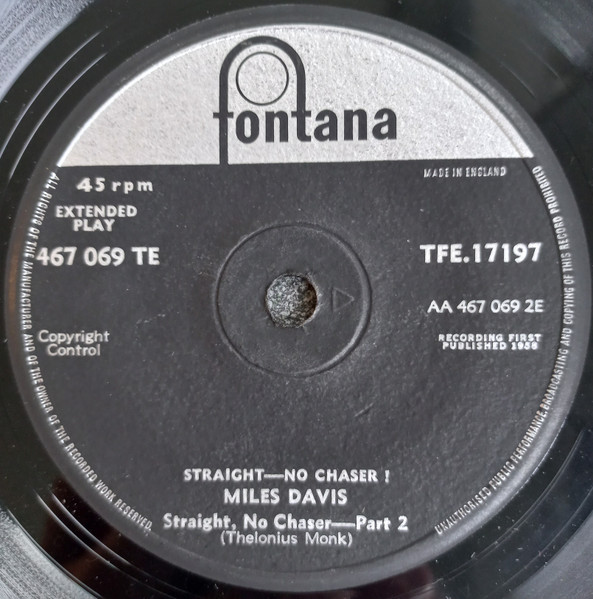 fontana
MADE IN ENGLAND
45 rpm
EXTENDED
PLAY
467 069 TE
TFE.17197
AA 467 069 2E
Copyright
Control
RECORDING FIRST
PUBLISHED 1958
STRAIGHT—NO CHASER !
MILES DAVIS
Straight, No Chaser—Part 2
(Thelonius Monk)
ALL RIGHTS OF THE MANUFACTURER AND OF THE OWNER OF THE RECORDED WORK RESERVED.
UNAUTHORISED PUBLIC PERFORMANCE, BROADCASTING AND COPYING OF THIS RECORD PROHIBITED